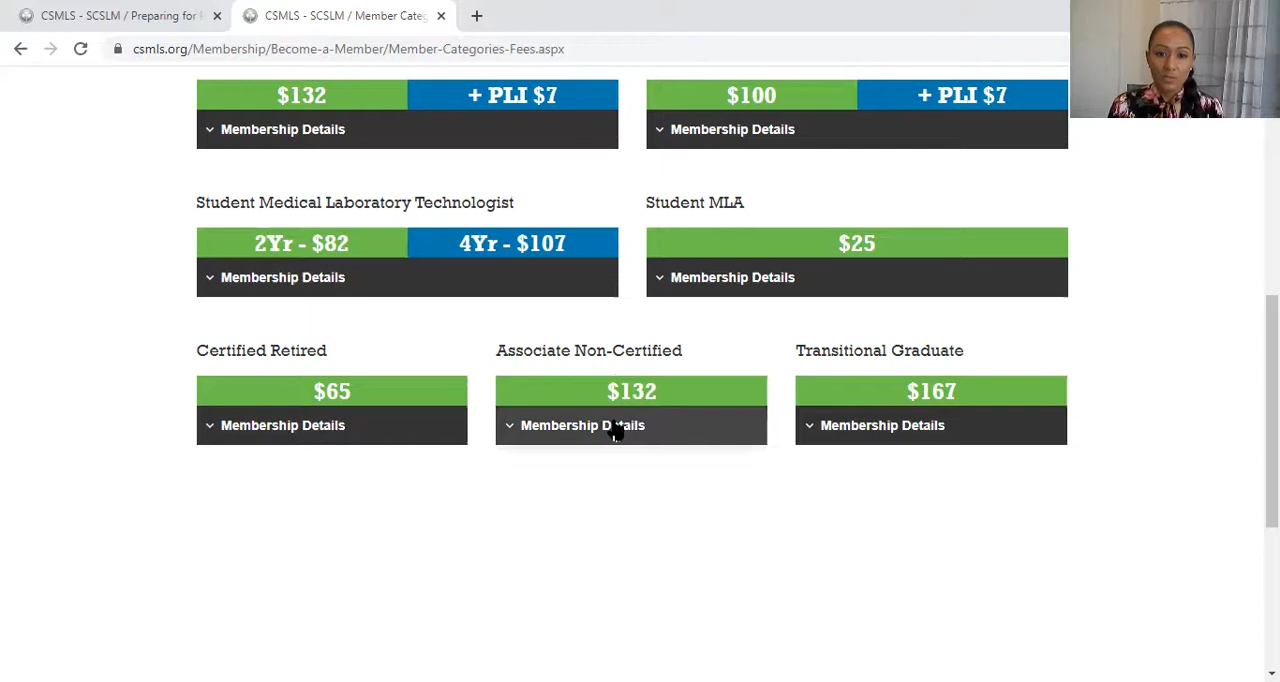 CSMLS - SCSLM / Preparing for
CSMLS - SCSLM / Member Categ
csmls.org/Membership/Become-a-Member/Member-Categories-Fees.aspx
$132 + PLI $7
Membership Details
$100 + PLI $7
Membership Details
Student Medical Laboratory Technologist
2Yr - $82 4Yr - $107
Membership Details
Student MLA
$25
Membership Details
Certified Retired
$65
Membership Details
Associate Non-Certified
$132
Membership Details
Transitional Graduate
$167
Membership Details